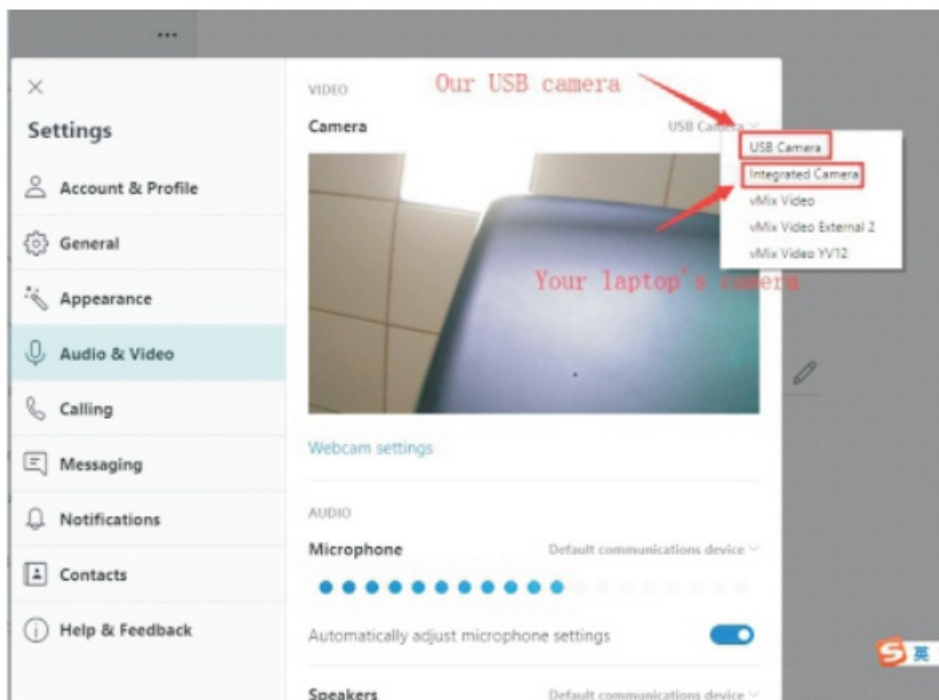 ...
Settings
Account & Profile
General
Appearance
Audio & Video
Calling
Messaging
Notifications
Contacts
Help & Feedback
VIDEO
Our USB camera
Camera
USB Camera
USB Camera
Integrated Camera
vMix Video
vMix Video External 2
vMix Video YV12
Your laptop's camera
Webcam settings
AUDIO
Microphone
Default communications device
Automatically adjust microphone settings
Speakers
Default communications device
S 英